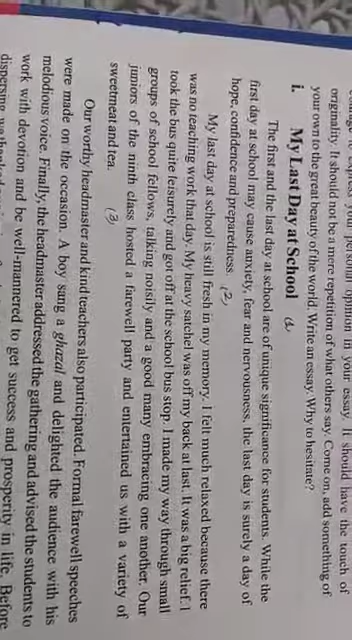 express your personal opinion in your essay. It should have the touch of
originality. It should not be a mere repetition of what others say. Come on, add something of
your own to the great beauty of the world. Write an essay. Why to hesitate?
i. My Last Day at School (1)
The first and the last day at school are of unique significance for students. While the
first day at school may cause anxiety, fear and nervousness, the last day is surely a day of
hope, confidence and preparedness. (2)
My last day at school is still fresh in my memory. I felt much relaxed because there
was no teaching work that day. My heavy satchel was off my back at last. It was a big relief. I
took the bus quite leisurely and got off at the school bus stop. I made my way through small
groups of school fellows, talking noisily and a good many embracing one another. Our
juniors of the ninth class hosted a farewell party and entertained us with a variety of
sweetmeat and tea. (3)
Our worthy headmaster and kind teachers also participated. Formal farewell speeches
were made on the occasion. A boy sang a ghazal and delighted the audience with his
melodious voice. Finally, the headmaster addressed the gathering and advised the students to
work with devotion and be well-mannered to get success and prosperity in life. Before
dispersing, we thanked